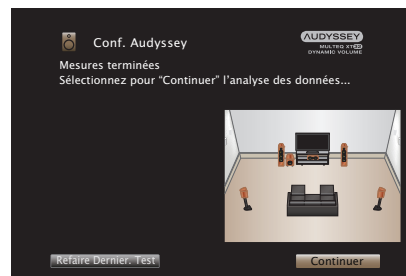 Conf. Audyssey
AUDYSSEY
MULTEQ XT32
DYNAMIC VOLUME
Mesures terminées
Sélectionnez pour “Continuer” l’analyse des données...
Refaire Dernier. Test
Continuer